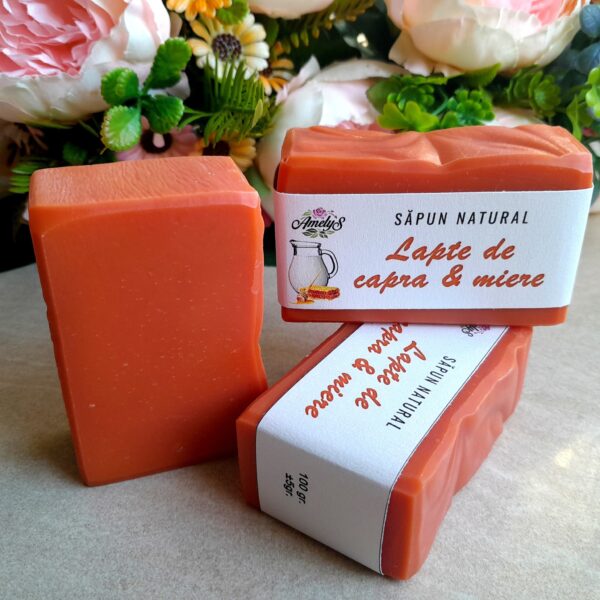 AmelyS
SĂPUN NATURAL
Lapte de
capra & miere
SĂPUN NATURAL
Lapte de
capra & miere
100 gr.
±5gr.